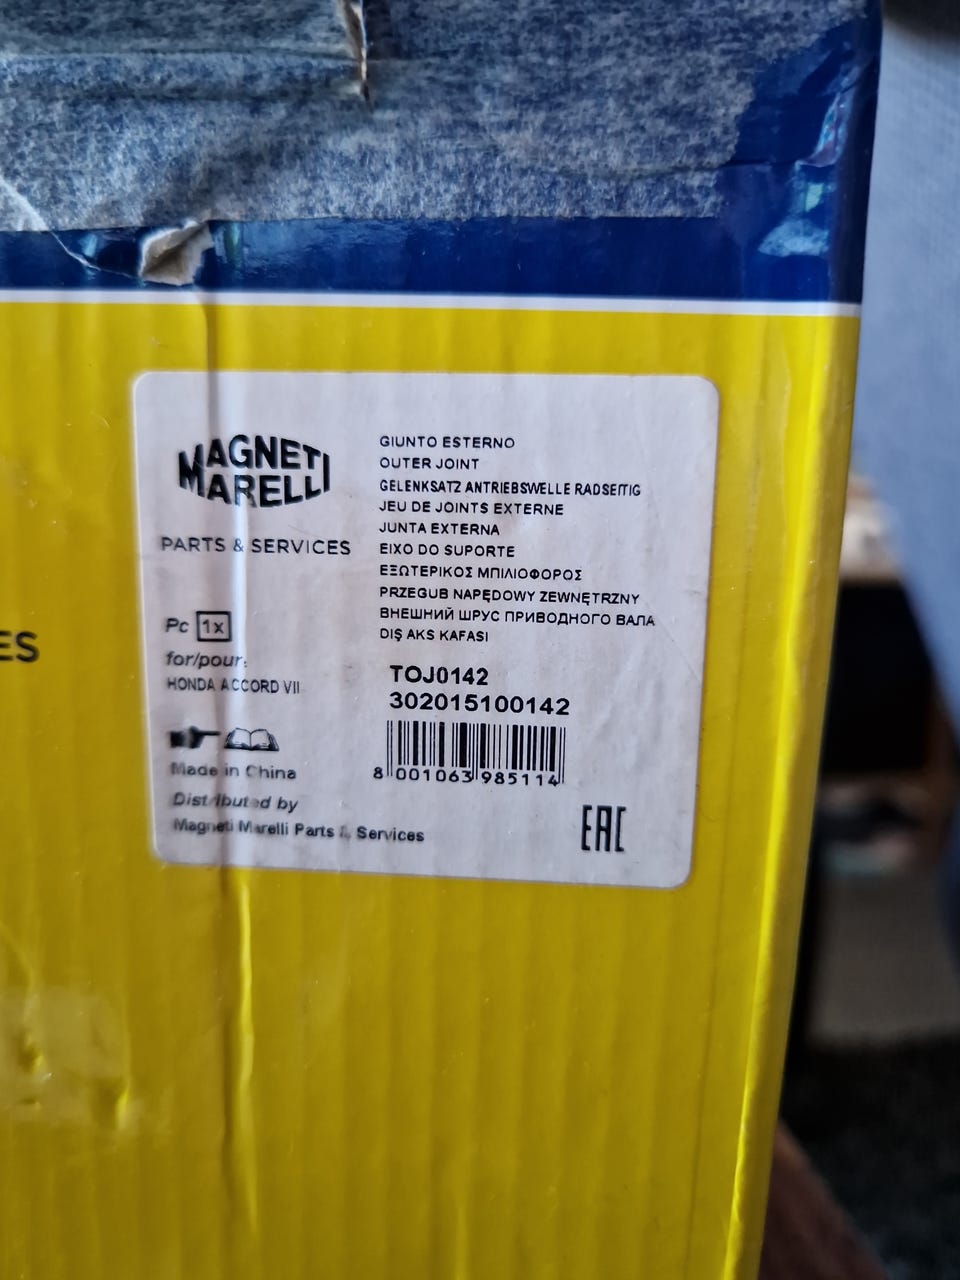 MAGNETI
MARELLI
PARTS & SERVICES
GIUNTO ESTERNO
OUTER JOINT
GELENKSATZ ANTRIEBSWELLE RADSEITIG
JEU DE JOINTS EXTERNE
JUNTA EXTERNA
EIXO DO SUPORTE
ΕΞΩΤΕΡΙΚΟΣ ΜΠΙΛΙΟΦΟΡΟΣ
PRZEGUB NAPĘDOWY ZEWNĘTRZNY
ВНЕШНИЙ ШРУС ПРИВОДНОГО ВАЛА
DIŞ AKS KAFASI
ES
Pc 1x
for/pour:
HONDA ACCORD VII
TOJ0142
302015100142
8 001063 985114
Made in China
Distributed by
Magneti Marelli Parts & Services
EAC